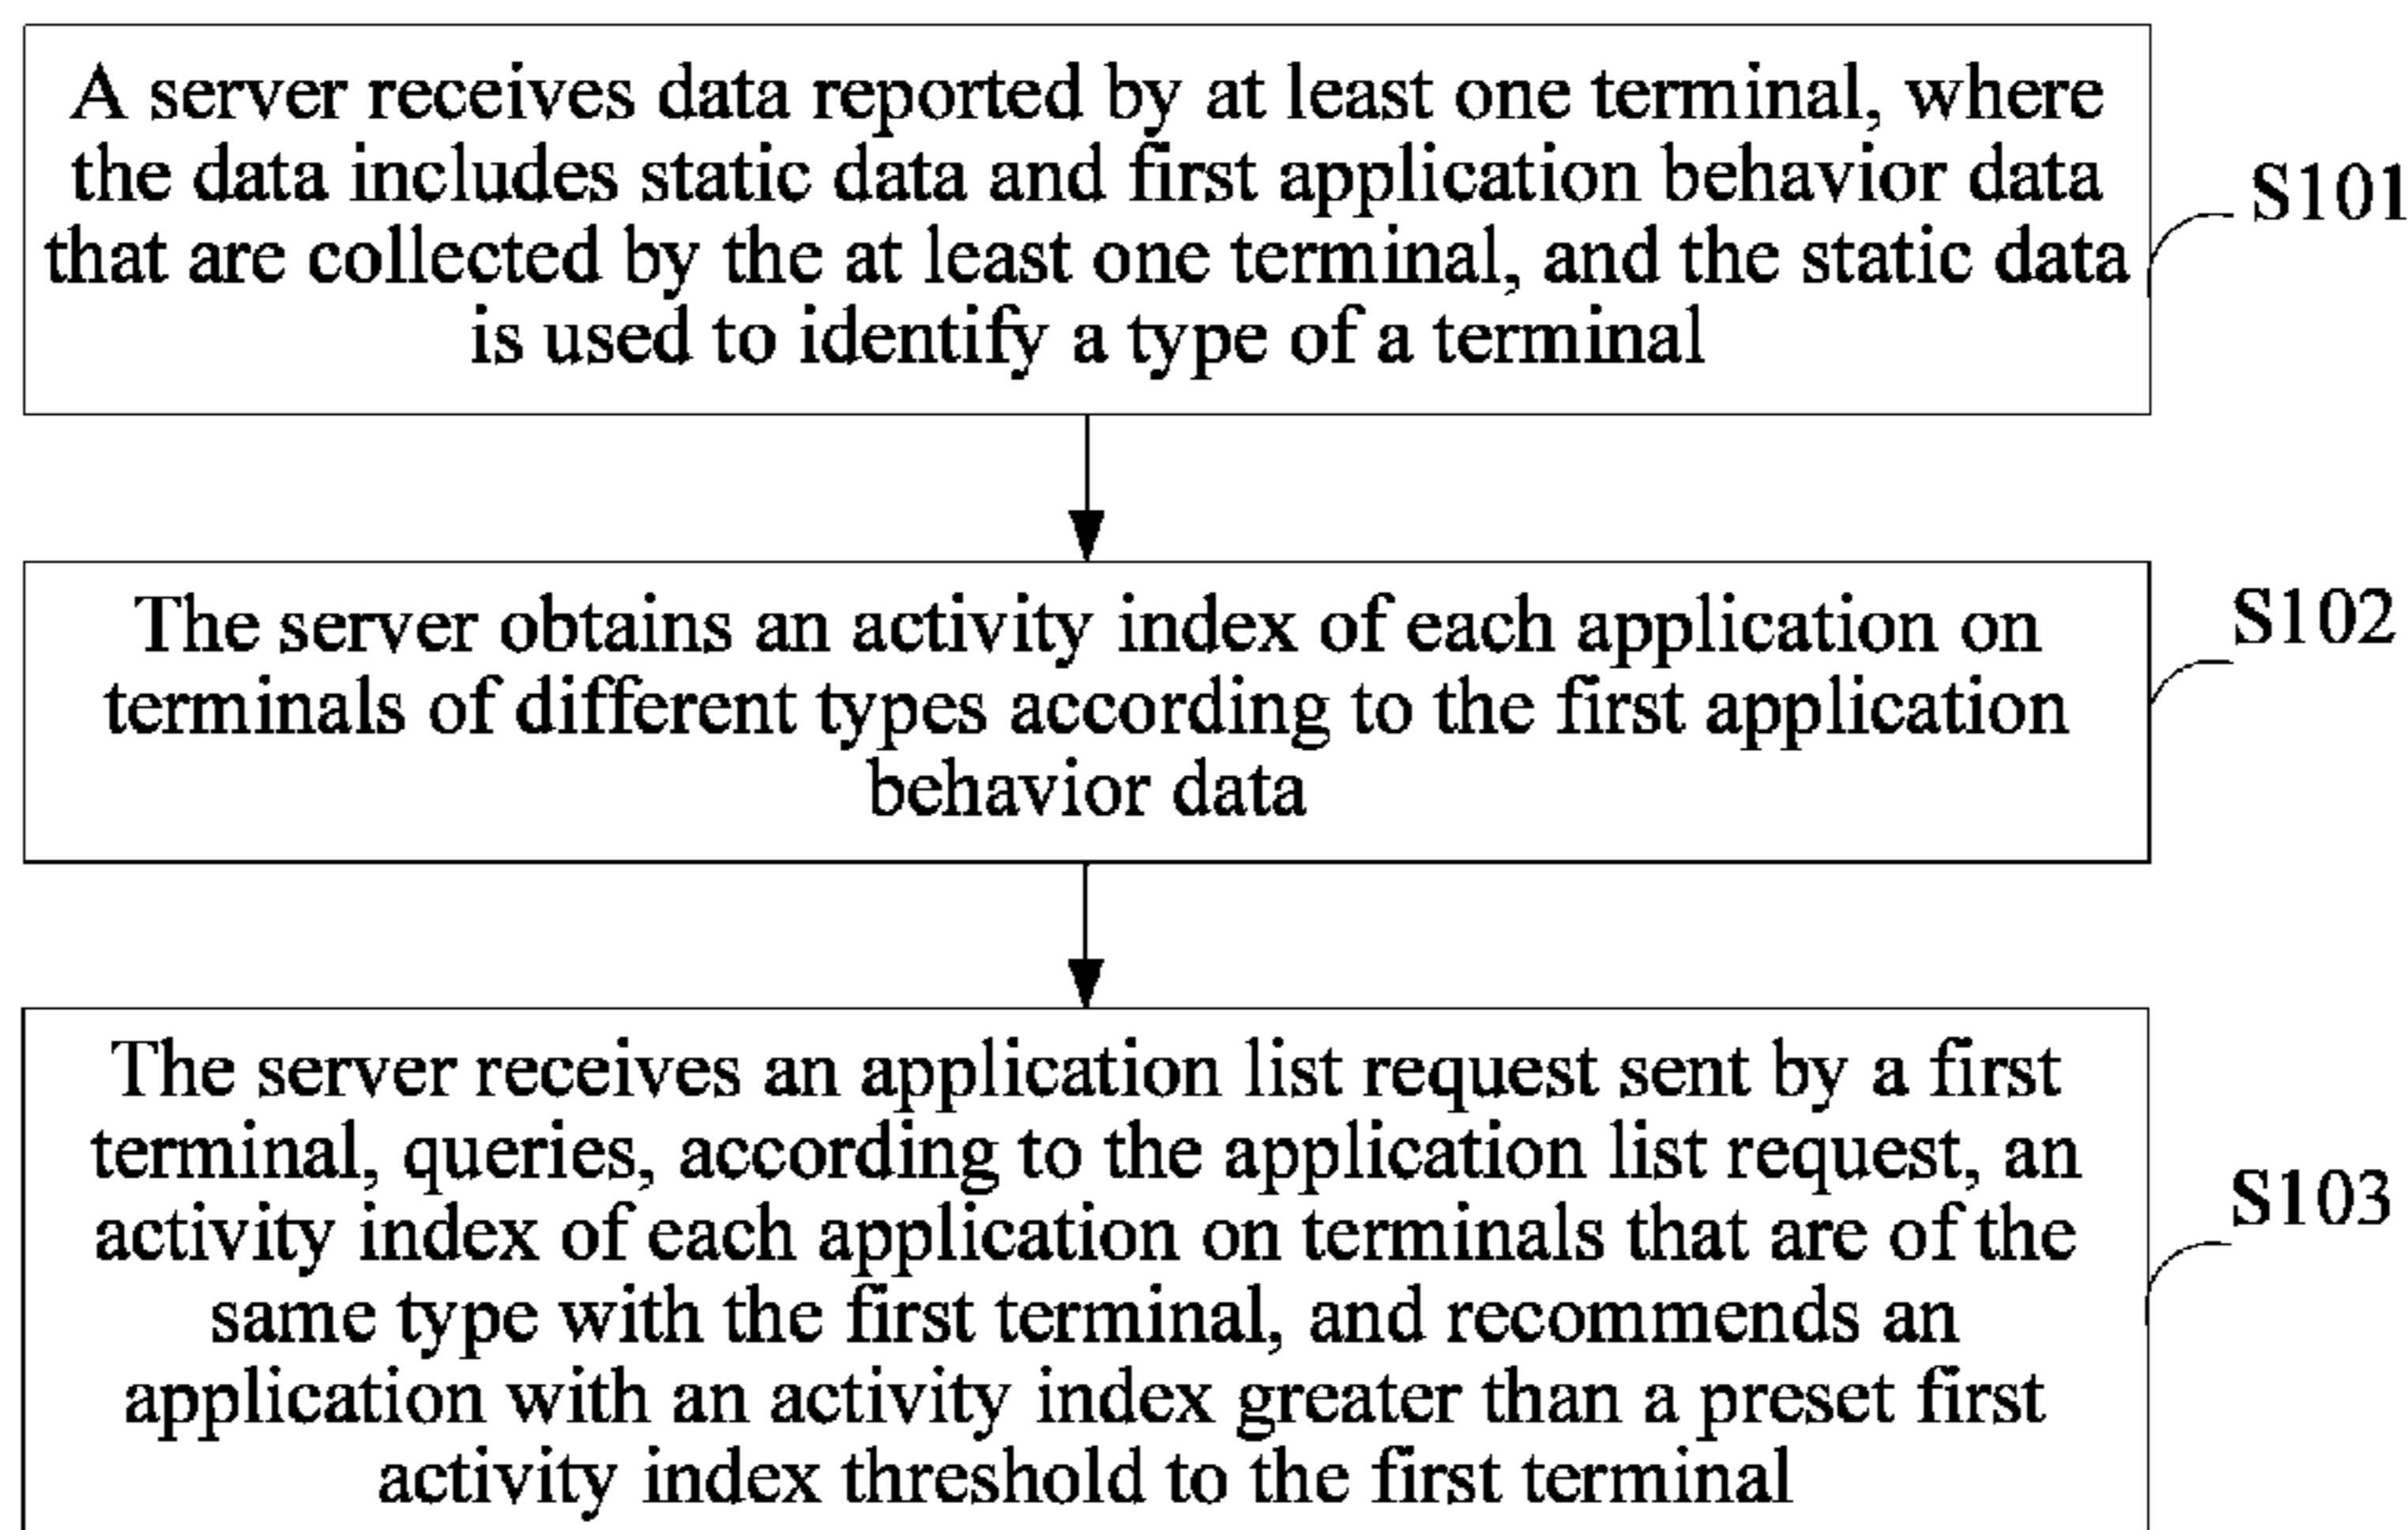 A server receives data reported by at least one terminal, where
the data includes static data and first application behavior data
that are collected by the at least one terminal, and the static data
is used to identify a type of a terminal
S101
The server obtains an activity index of each application on
terminals of different types according to the first application
behavior data
S102
The server receives an application list request sent by a first
terminal, queries, according to the application list request, an
activity index of each application on terminals that are of the
same type with the first terminal, and recommends an
application with an activity index greater than a preset first
activity index threshold to the first terminal
S103